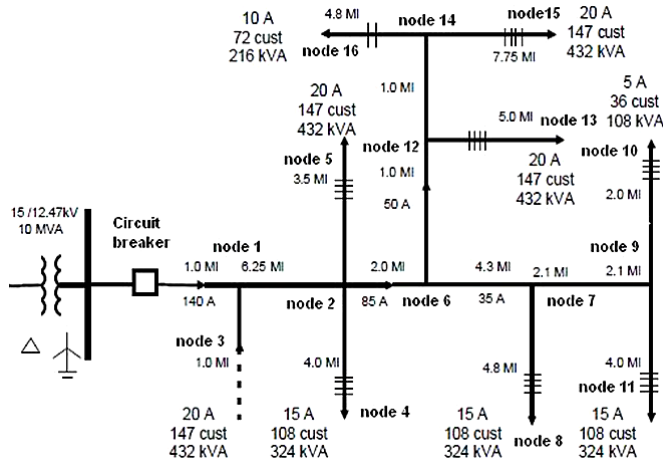 10 A
72 cust
216 kVA
4.8 MI
node 16
node 14
node15
7.75 MI
20 A
147 cust
432 kVA
1.0 MI
20 A
147 cust
432 kVA
node 5
3.5 MI
node 12
1.0 MI
50 A
5.0 MI
node 13
20 A
147 cust
432 kVA
5 A
36 cust
108 kVA
node 10
2.0 MI
15 /12.47kV
10 MVA
Circuit
breaker
node 1
1.0 MI
6.25 MI
140 A
node 2
2.0 MI
85 A
node 6
4.3 MI
35 A
2.1 MI
node 7
node 9
2.1 MI
node 3
1.0 MI
20 A
147 cust
432 kVA
4.0 MI
node 4
15 A
108 cust
324 kVA
4.8 MI
node 8
15 A
108 cust
324 kVA
4.0 MI
node 11
15 A
108 cust
324 kVA